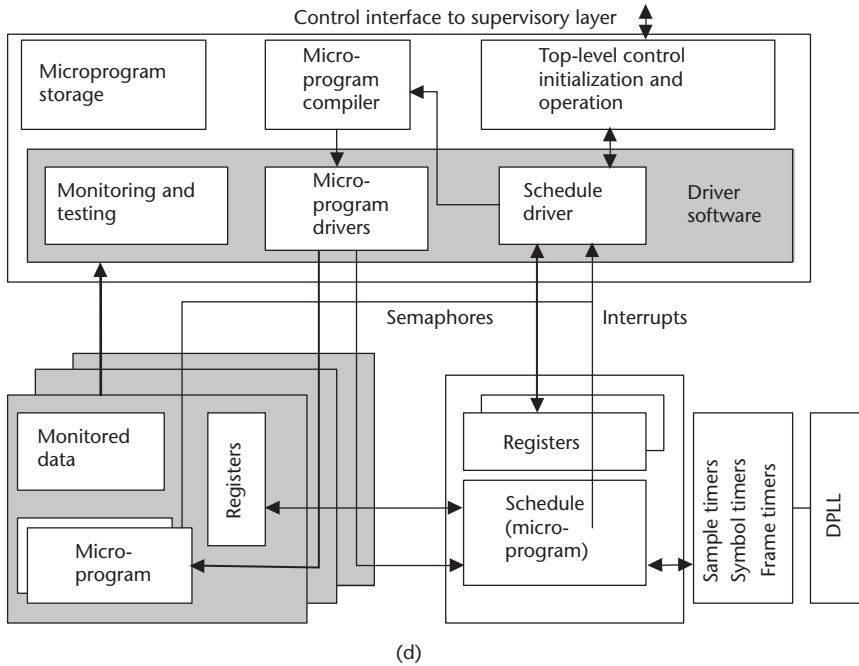 Control interface to supervisory layer
Microprogram
storage
Micro-
program
compiler
Top-level control
initialization and
operation
Monitoring and
testing
Micro-
program
drivers
Schedule
driver
Driver
software
Semaphores
Interrupts
Monitored
data
Registers
Micro-
program
Registers
Schedule
(micro-
program)
Sample timers
Symbol timers
Frame timers
DPLL
(d)